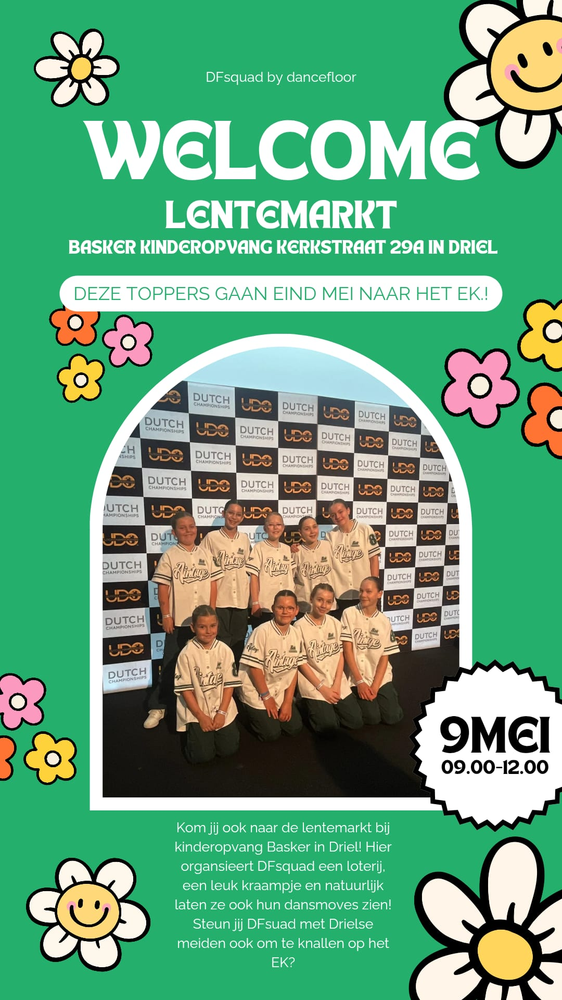 DFsquad by dancefloor
WELCOME
LENTEMARKT
BASKER KINDEROPVANG KERKSTRAAT 29A IN DRIEL
DEZE TOPPERS GAAN EIND MEI NAAR HET EK.!
DUTCH
CHAMPIONSHIPS
UDO
Vintage
9MEI
09.00-12.00
Kom jij ook naar de lentemarkt bij
kinderopvang Basker in Driel! Hier
organsieert DFsquad een loterij,
een leuk kraampje en natuurlijk
laten ze ook hun dansmoves zien!
Steun jij DFsuad met Drielse
meiden ook om te knallen op het
EK?